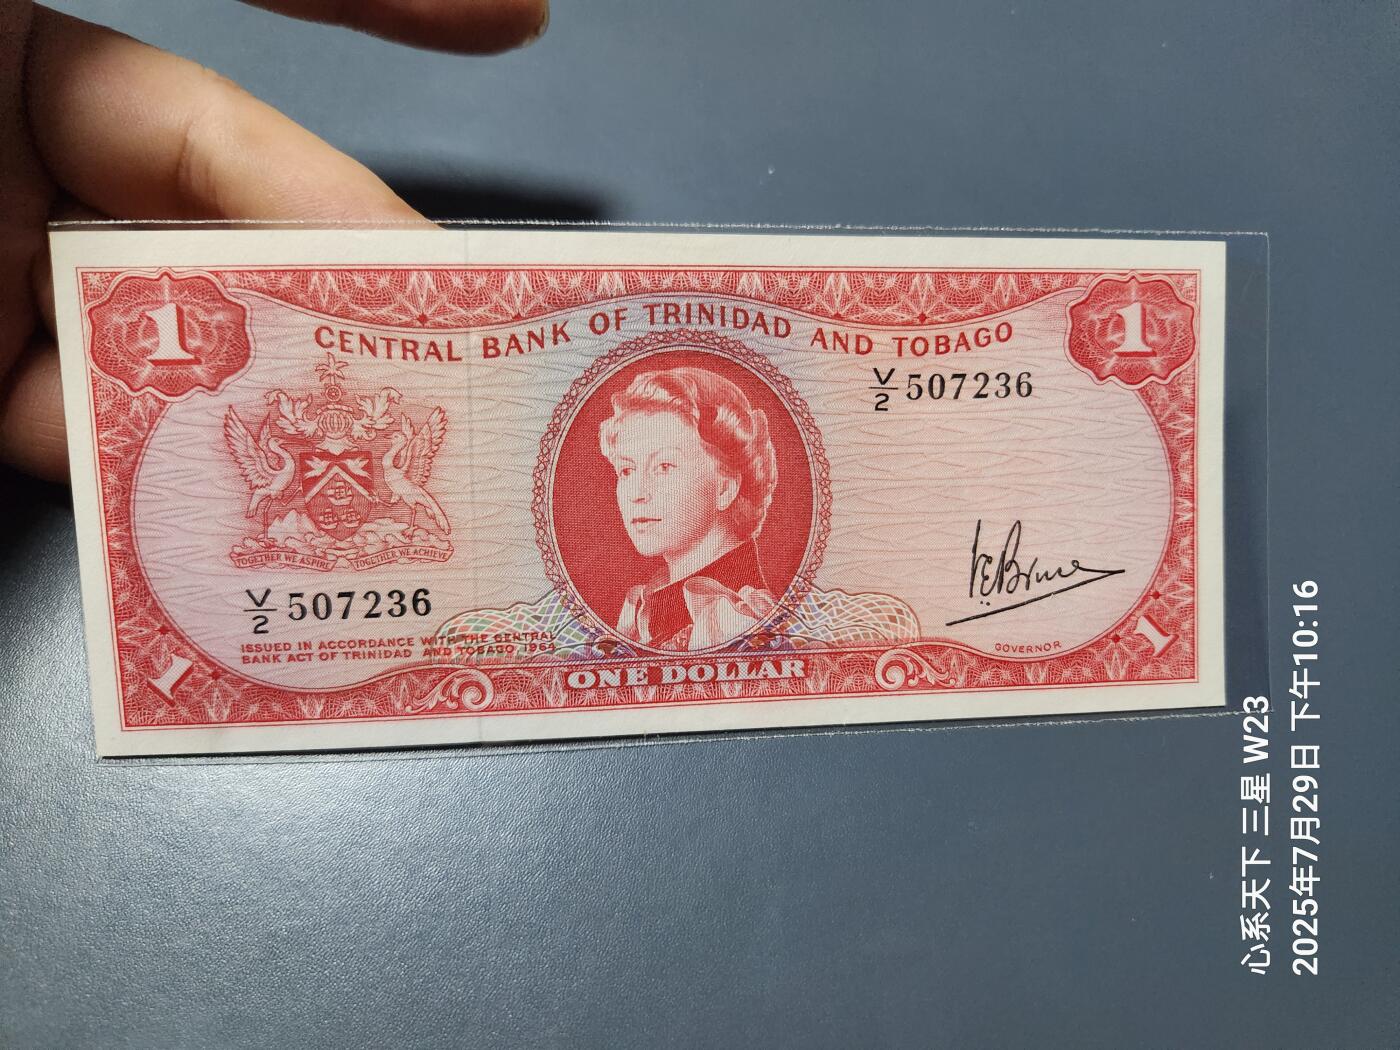 1
1
CENTRAL BANK OF TRINIDAD AND TOBAGO
V/2 507236
TOGETHER WE ASPIRE TOGETHER WE ACHIEVE
V/2 507236
V E Bruce
ISSUED IN ACCORDANCE WITH THE CENTRAL
BANK ACT OF TRINIDAD AND TOBAGO 1964
GOVERNOR
1
ONE DOLLAR
1
心系天下 三星 W23
2025年7月29日 下午10:16